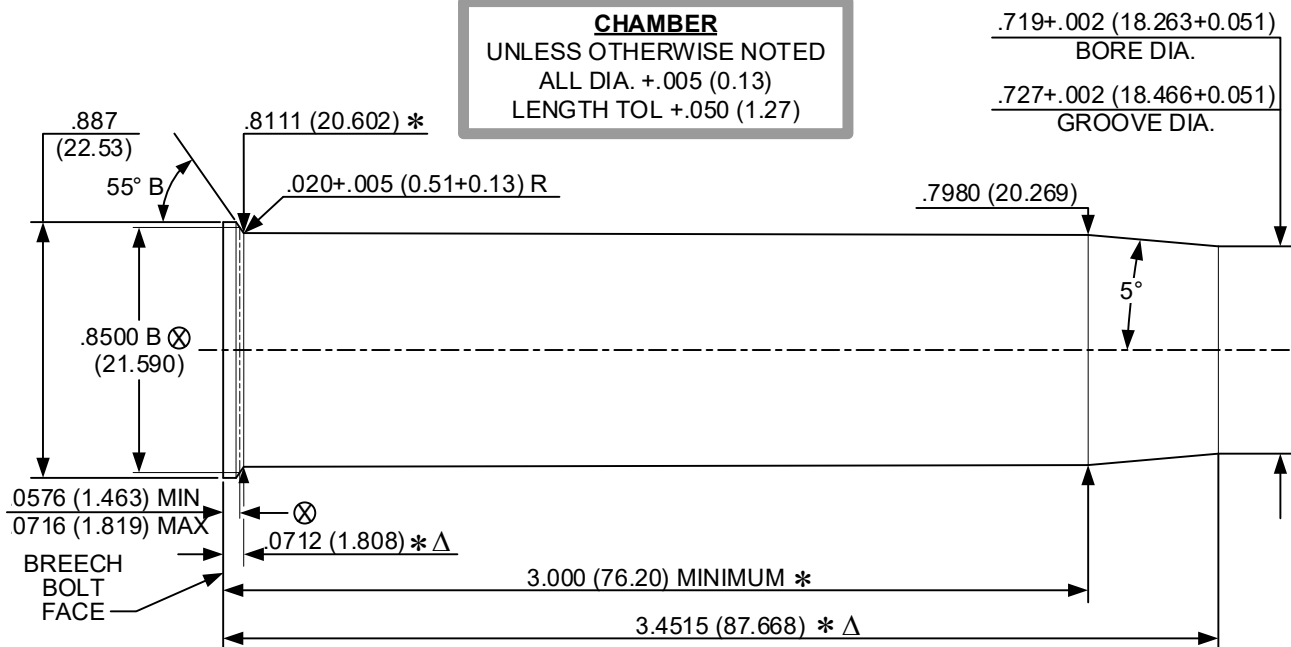 CHAMBER
UNLESS OTHERWISE NOTED
ALL DIA. +.005 (0.13)
LENGTH TOL +.050 (1.27)
.719+.002 (18.263+0.051)
BORE DIA.
.727+.002 (18.466+0.051)
GROOVE DIA.
.887
(22.53)
.8111 (20.602) *
55° B
.020+.005 (0.51+0.13) R
.7980 (20.269)
5°
.8500 B ⊗
(21.590)
.0576 (1.463) MIN
.0716 (1.819) MAX
⊗
.0712 (1.808) * Δ
BREECH
BOLT
FACE
3.000 (76.20) MINIMUM *
3.4515 (87.668) * Δ